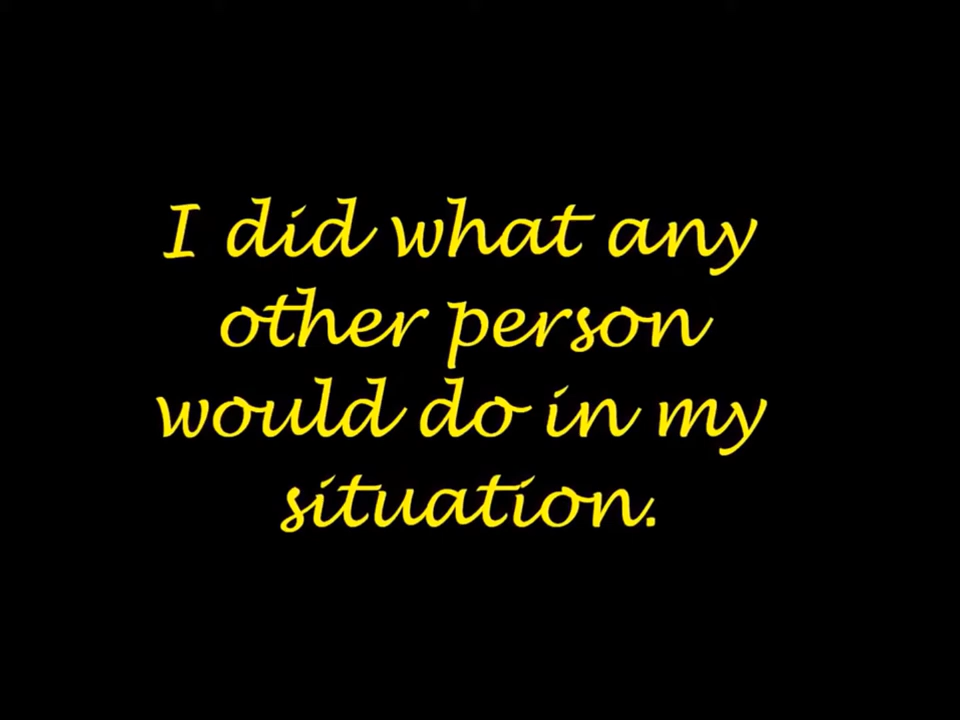 I did what any
other person
would do in my
situation.